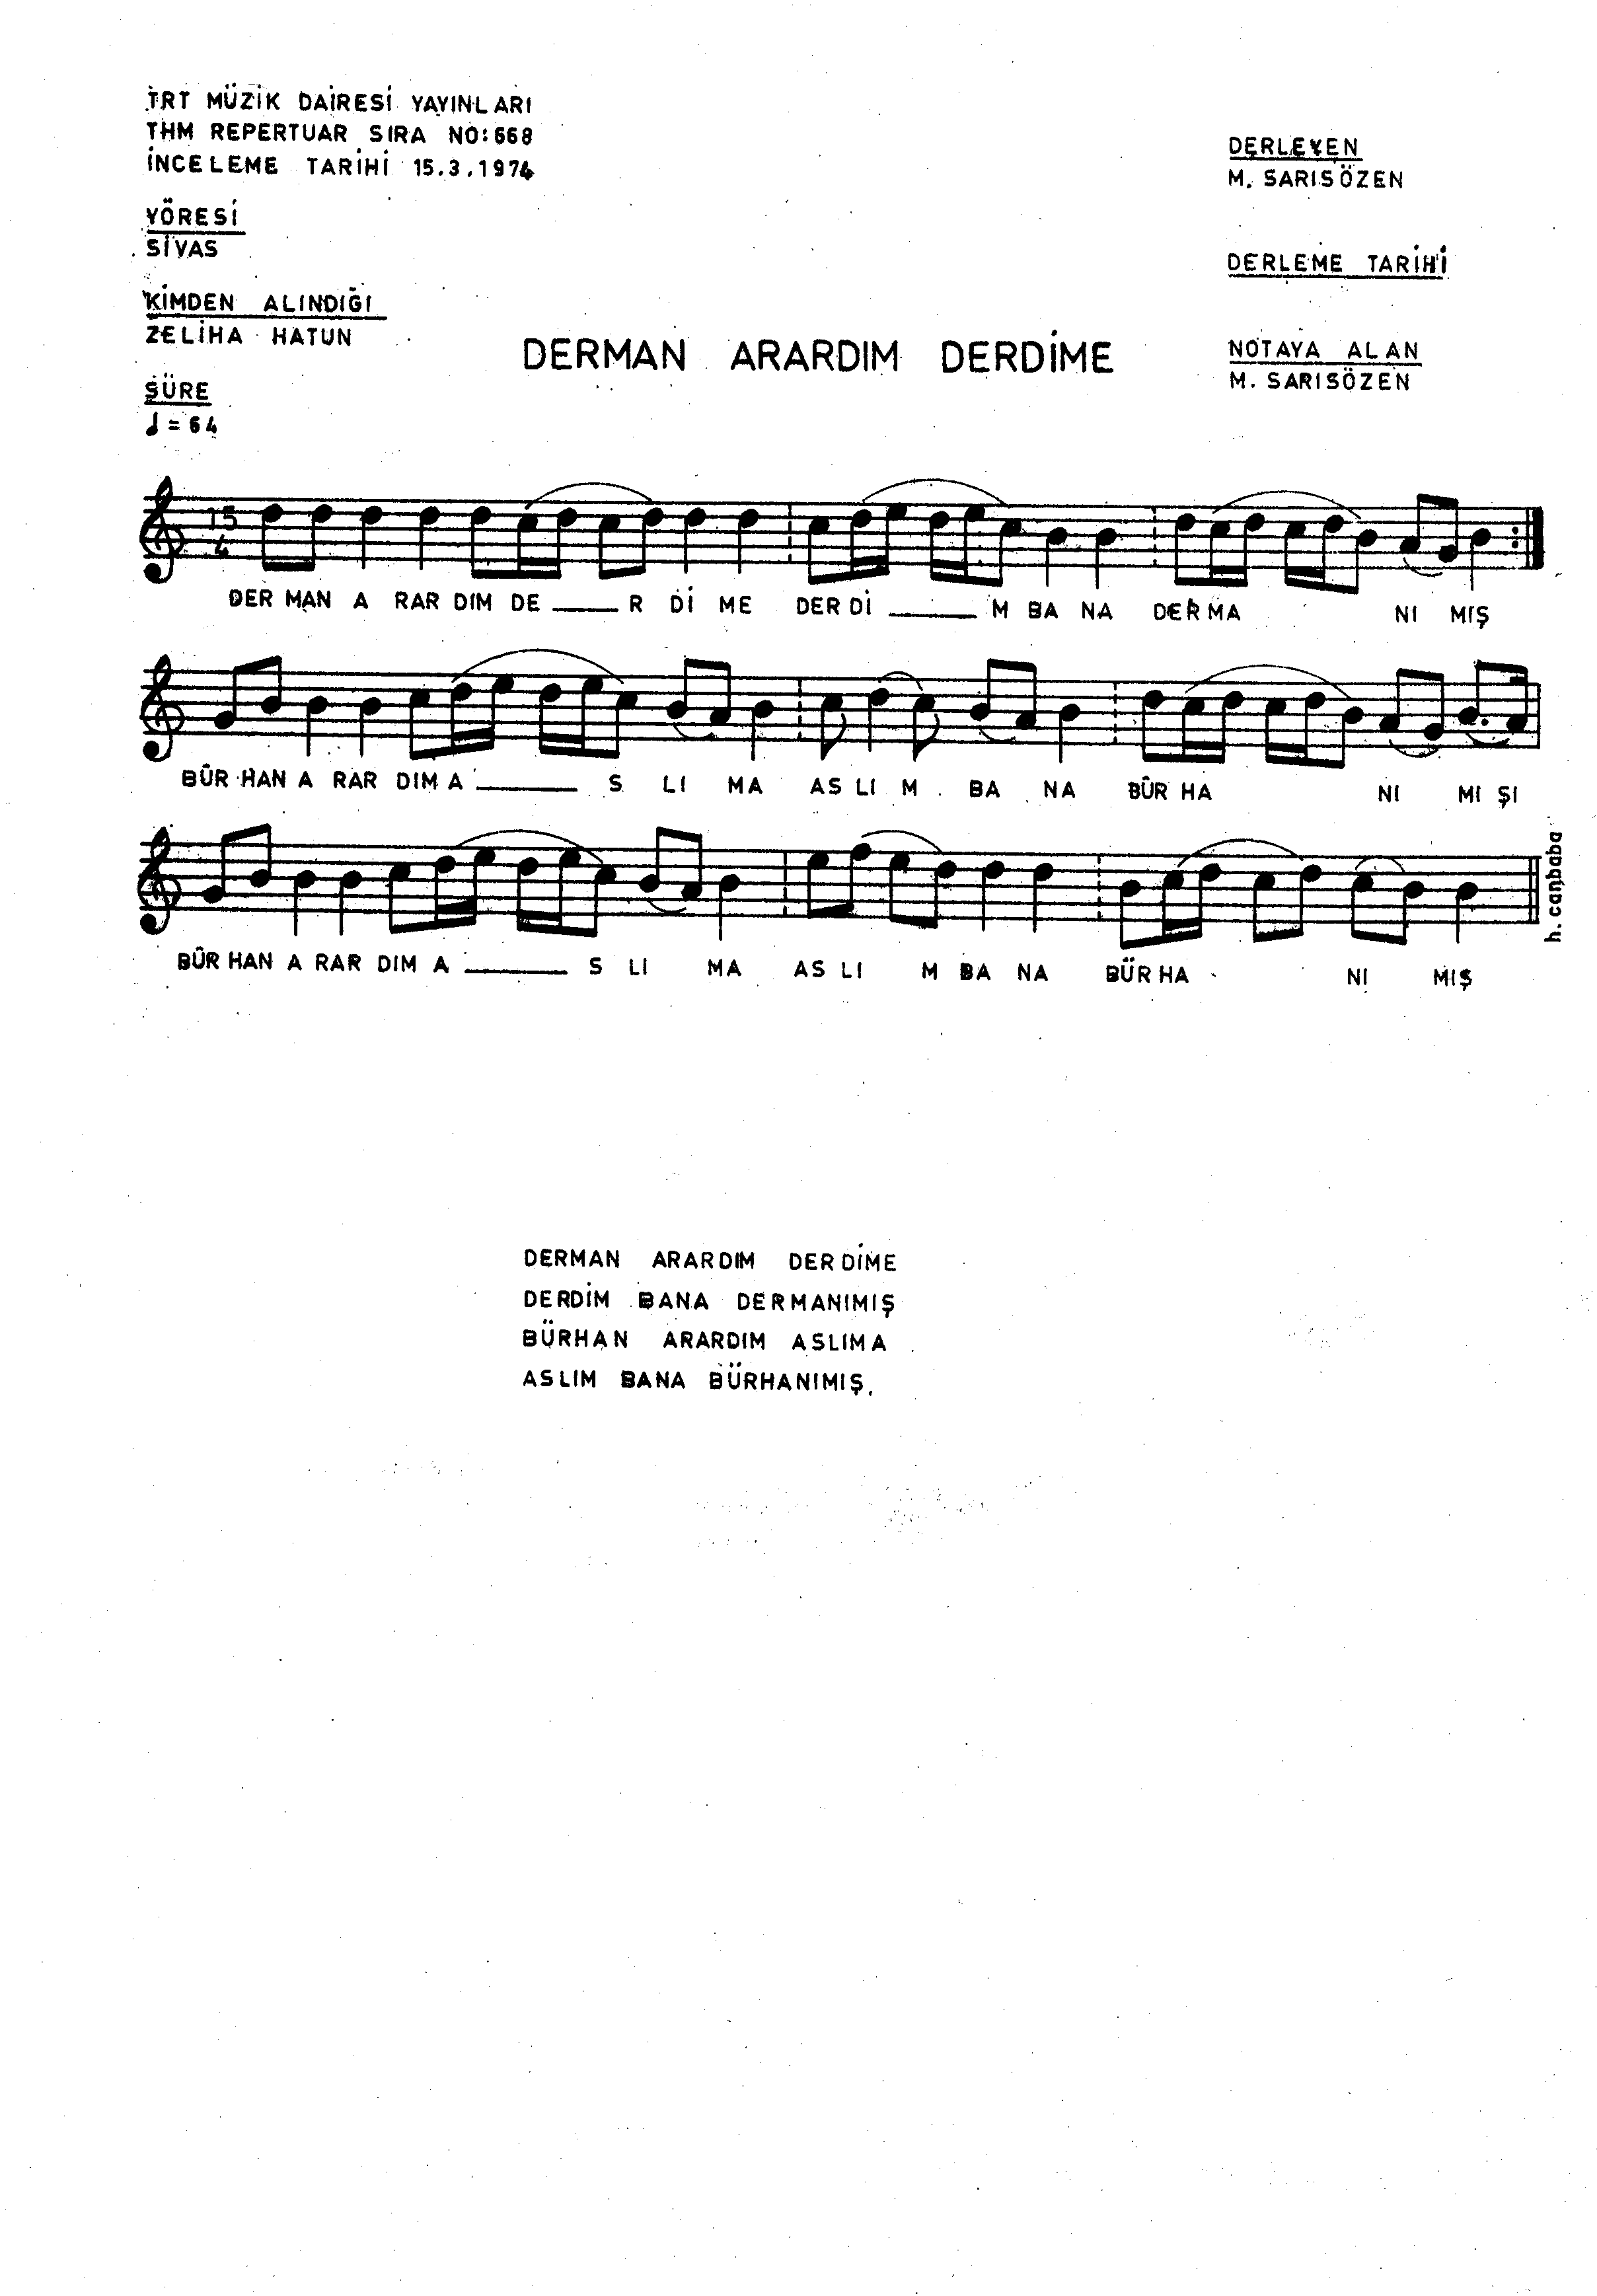 TRT MÜZİK DAİRESİ YAYINLARI
THM REPERTUAR SIRA NO: 668
İNCELEME TARİHİ 15.3.1974
YÖRESİ
SİVAS
KİMDEN ALINDIĞI
ZELİHA HATUN
SÜRE
♩ = 64
DERLEYEN
M. SARISÖZEN
DERLEME TARİHİ
NOTAYA ALAN
M. SARISÖZEN
DERMAN ARARDIM DERDİME
15
4
DER MAN A RAR DIM DE R Dİ ME DER Dİ M BA NA DER MA NI MIŞ
BÜR HAN A RAR DIM A S LI MA AS LI M BA NA BÜR HA NI MI ŞI
BÜR HAN A RAR DIM A S LI MA AS LI M BA NA BÜR HA NI MIŞ
h. canbaba
DERMAN ARARDIM DERDİME
DERDİM BANA DERMANIMIŞ
BÜRHAN ARARDIM ASLIMA
ASLIM BANA BÜRHANIMIŞ.